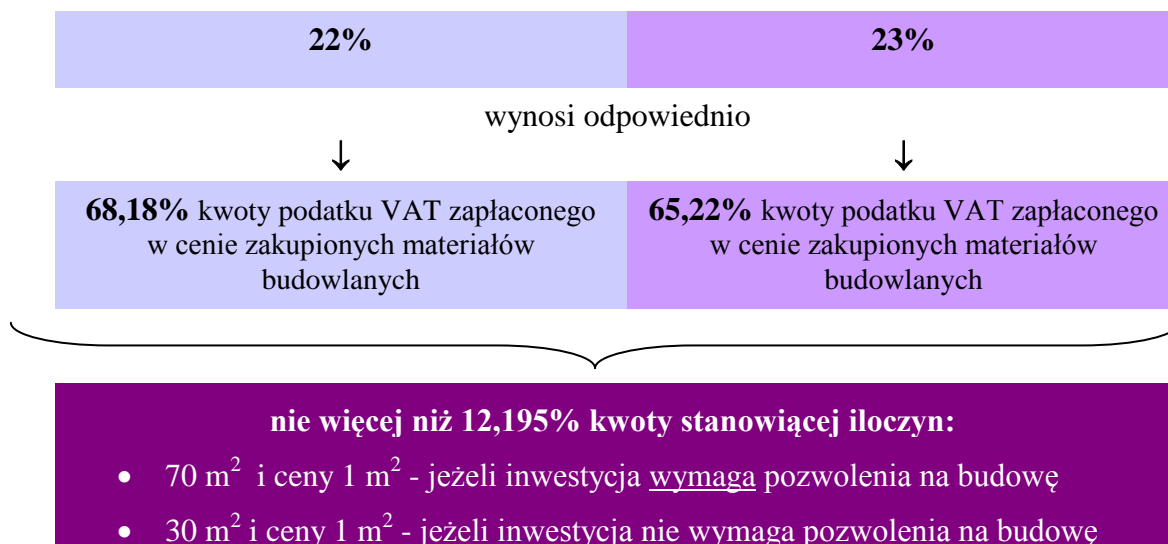 22% 23%
wynosi odpowiednio
↓ ↓
68,18% kwoty podatku VAT zapłaconego
w cenie zakupionych materiałów
budowlanych
65,22% kwoty podatku VAT zapłaconego
w cenie zakupionych materiałów
budowlanych
nie więcej niż 12,195% kwoty stanowiącej iloczyn:
• 70 m² i ceny 1 m² - jeżeli inwestycja wymaga pozwolenia na budowę
• 30 m² i ceny 1 m² - jeżeli inwestycja nie wymaga pozwolenia na budowę